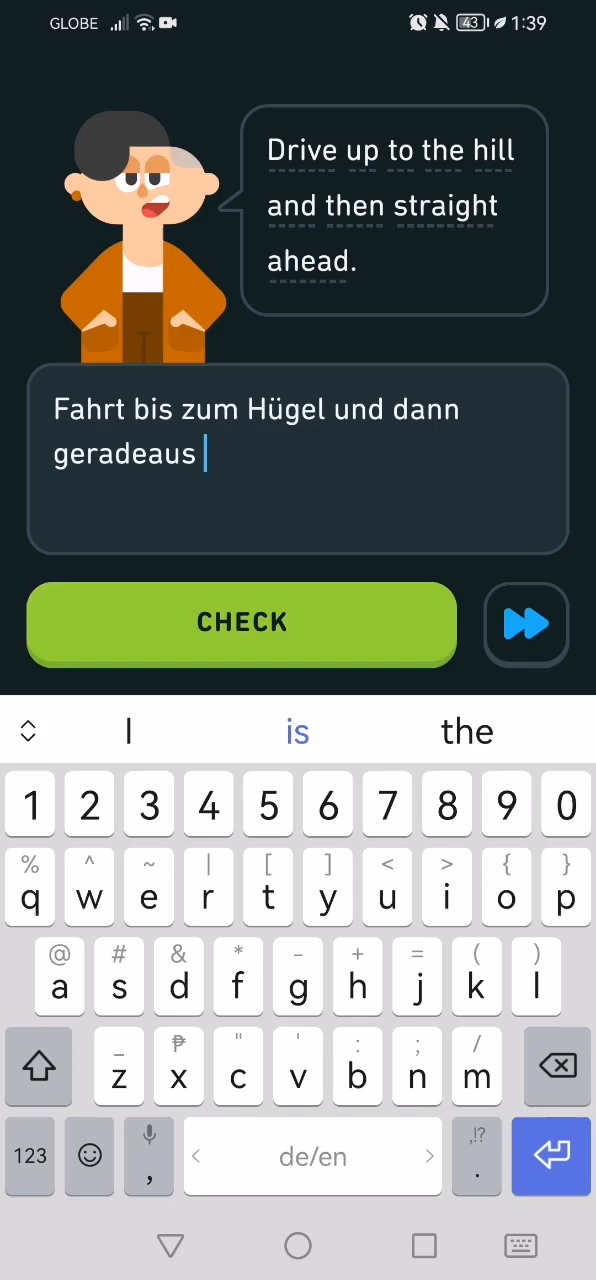 GLOBE 43 1:39
Drive up to the hill
and then straight
ahead.
Fahrt bis zum Hügel und dann
geradeaus
CHECK
I is the
1 2 3 4 5 6 7 8 9 0
% ^ ~ | [ ] < > { }
q w e r t y u i o p
@ # & * - + = ( )
a s d f g h j k l
_ ₱ " ' : ; /
z x c v b n m
123 , < de/en > ,!? .